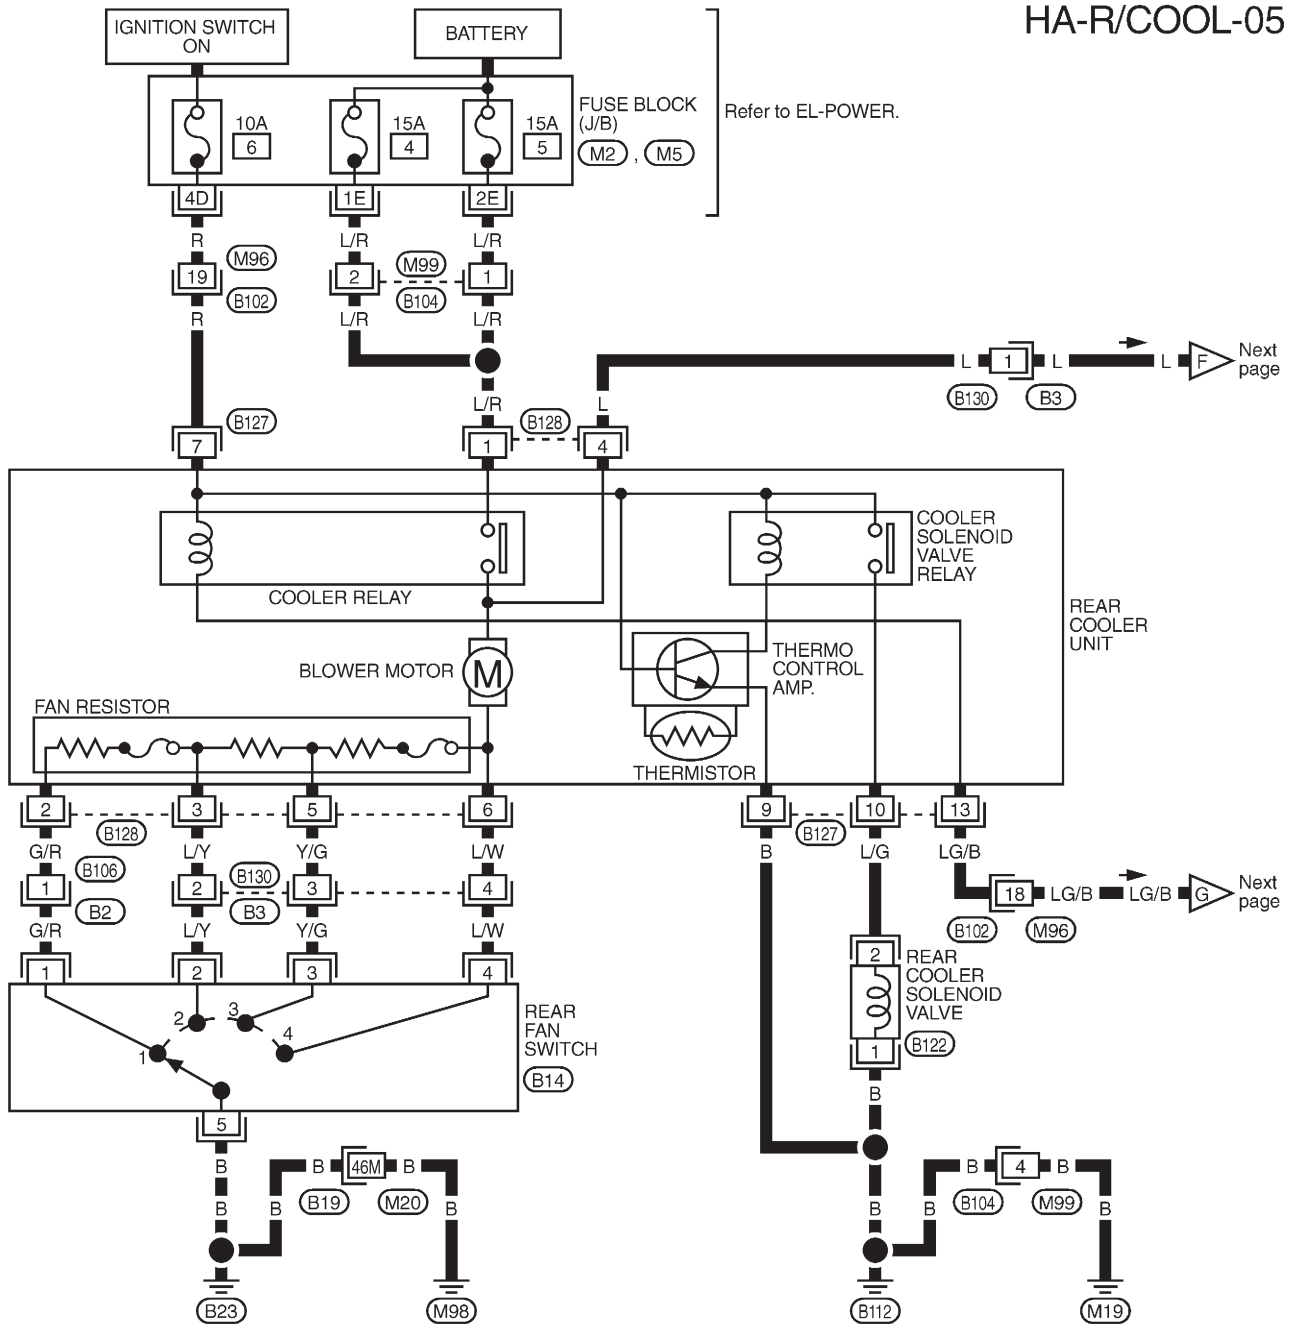 HA-R/COOL-05
IGNITION SWITCH
ON
BATTERY
10A
6
15A
4
15A
5
FUSE BLOCK
(J/B)
M2 , M5
Refer to EL-POWER.
4D
1E
2E
R
L/R
L/R
M96
19
B102
M99
2
1
B104
R
L/R
L/R
L/R
L
L
L
L
1
B130
B3
F
Next
page
B127
7
1
B128
4
COOLER RELAY
COOLER
SOLENOID
VALVE
RELAY
REAR
COOLER
UNIT
BLOWER MOTOR
M
THERMO
CONTROL
AMP.
THERMISTOR
FAN RESISTOR
2
3
5
6
B128
9
10
13
B127
G/R
L/Y
Y/G
L/W
B
L/G
LG/B
B106
1
B2
B130
2
3
4
B3
18
LG/B
LG/B
G
Next
page
B102
M96
G/R
L/Y
Y/G
L/W
1
2
3
4
2
REAR
COOLER
SOLENOID
VALVE
1
B122
1
2
3
4
REAR
FAN
SWITCH
B14
5
B
B
B
B
46M
B
B
B19
M20
B
B
B
B
4
B
B
B104
M99
B23
M98
B112
M19